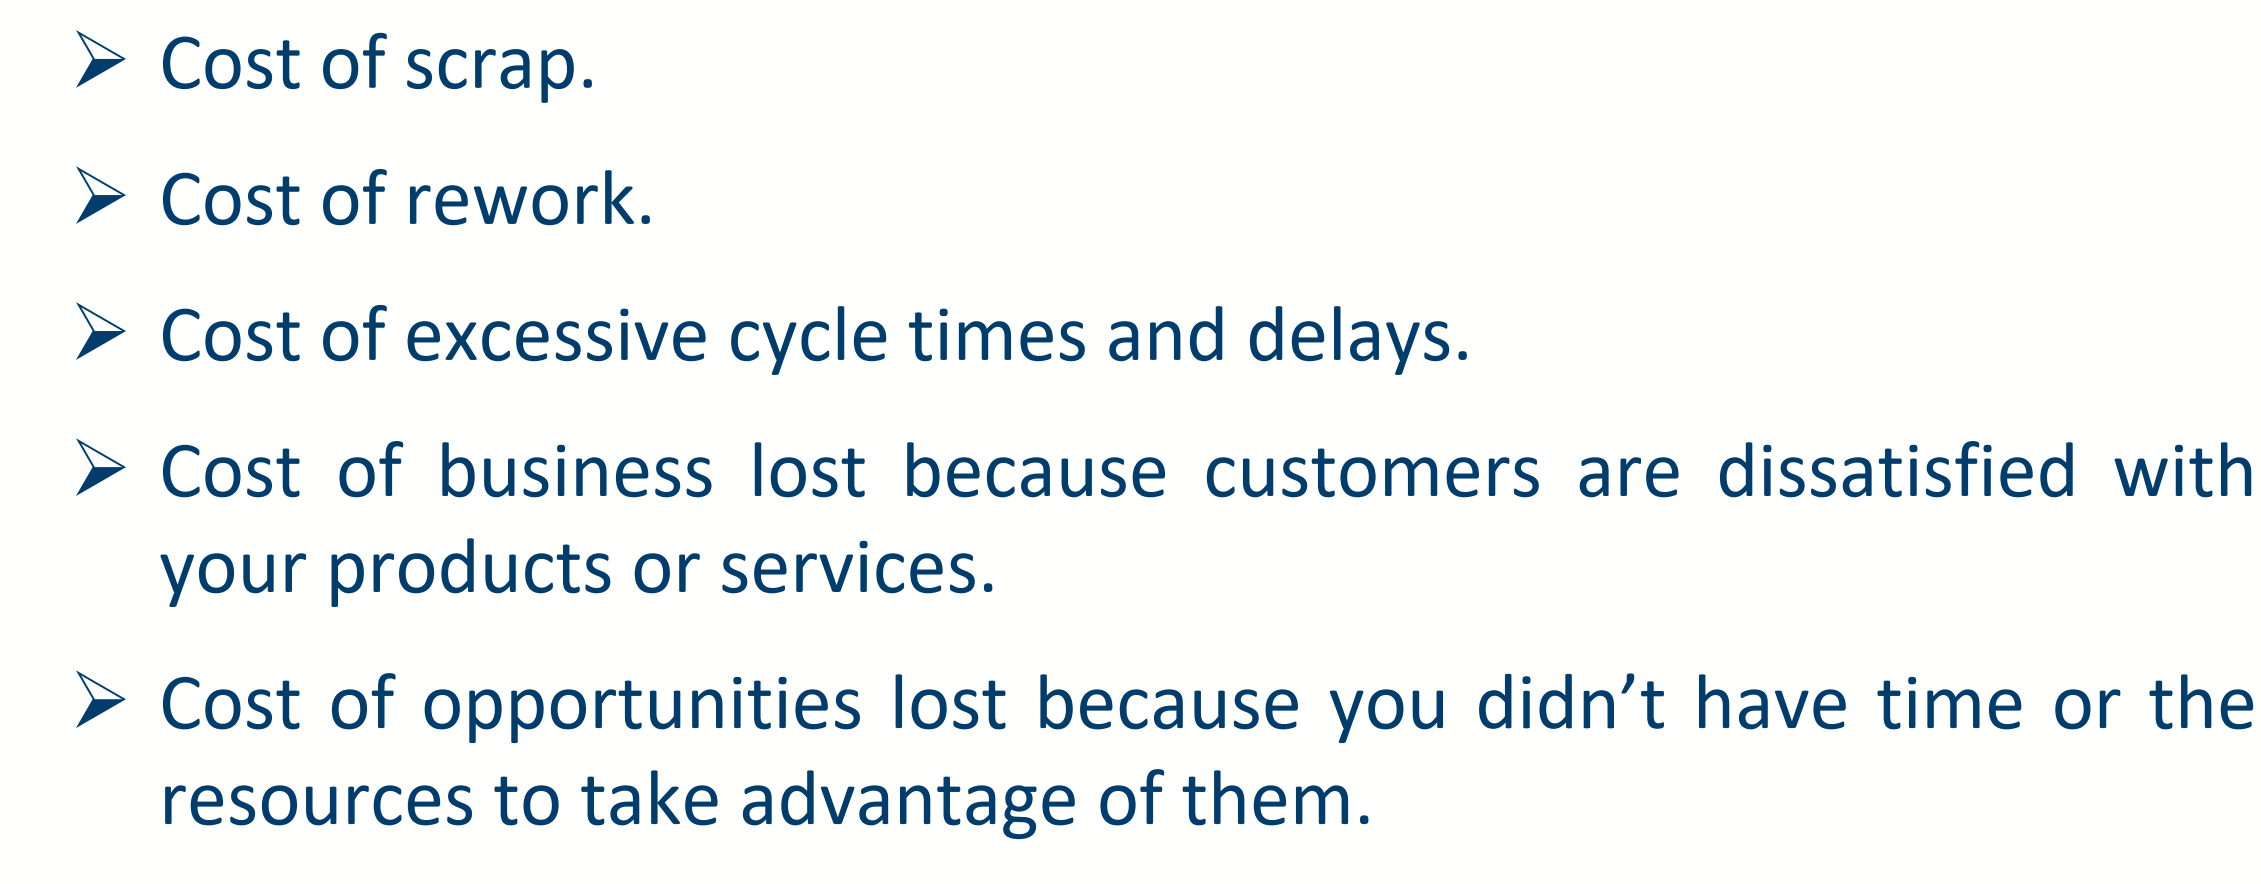 ➢ Cost of scrap.
➢ Cost of rework.
➢ Cost of excessive cycle times and delays.
➢ Cost of business lost because customers are dissatisfied with
your products or services.
➢ Cost of opportunities lost because you didn’t have time or the
resources to take advantage of them.